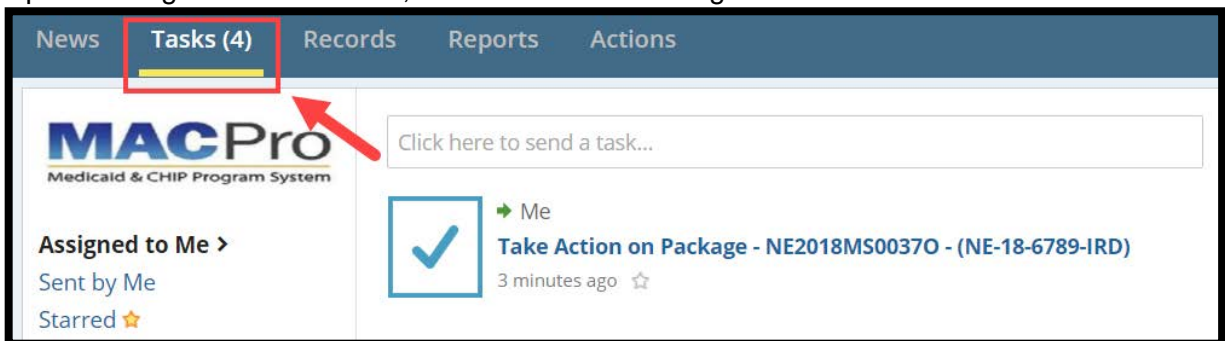 News Tasks (4) Records Reports Actions
MACPro
Medicaid & CHIP Program System
Click here to send a task...
Me
Take Action on Package - NE2018MS0037O - (NE-18-6789-IRD)
3 minutes ago
Assigned to Me >
Sent by Me
Starred